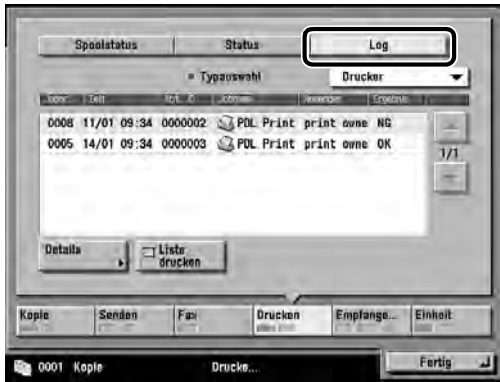 Spoolstatus Status Log
Typauswahl Drucker
Zeit
0008 11/01 09:34 0000002 PDL Print print owne NG
0005 14/01 09:34 0000003 PDL Print print owne OK
1/1
Details Liste drucken
Kopie Senden Fax Drucken Empfange... Einheit
0001 Kopie Drucke... Fertig